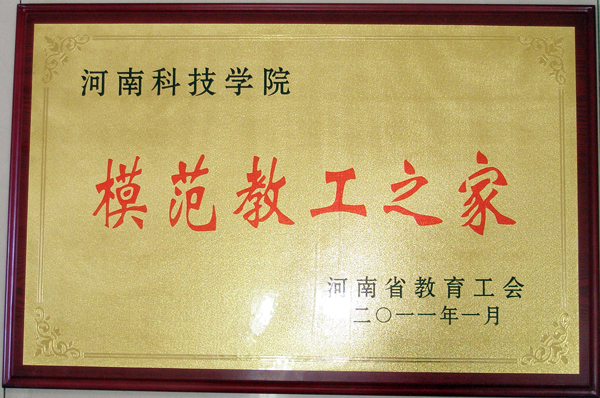 河南科技学院
模范教工之家
河南省教育工会
二〇一一年一月